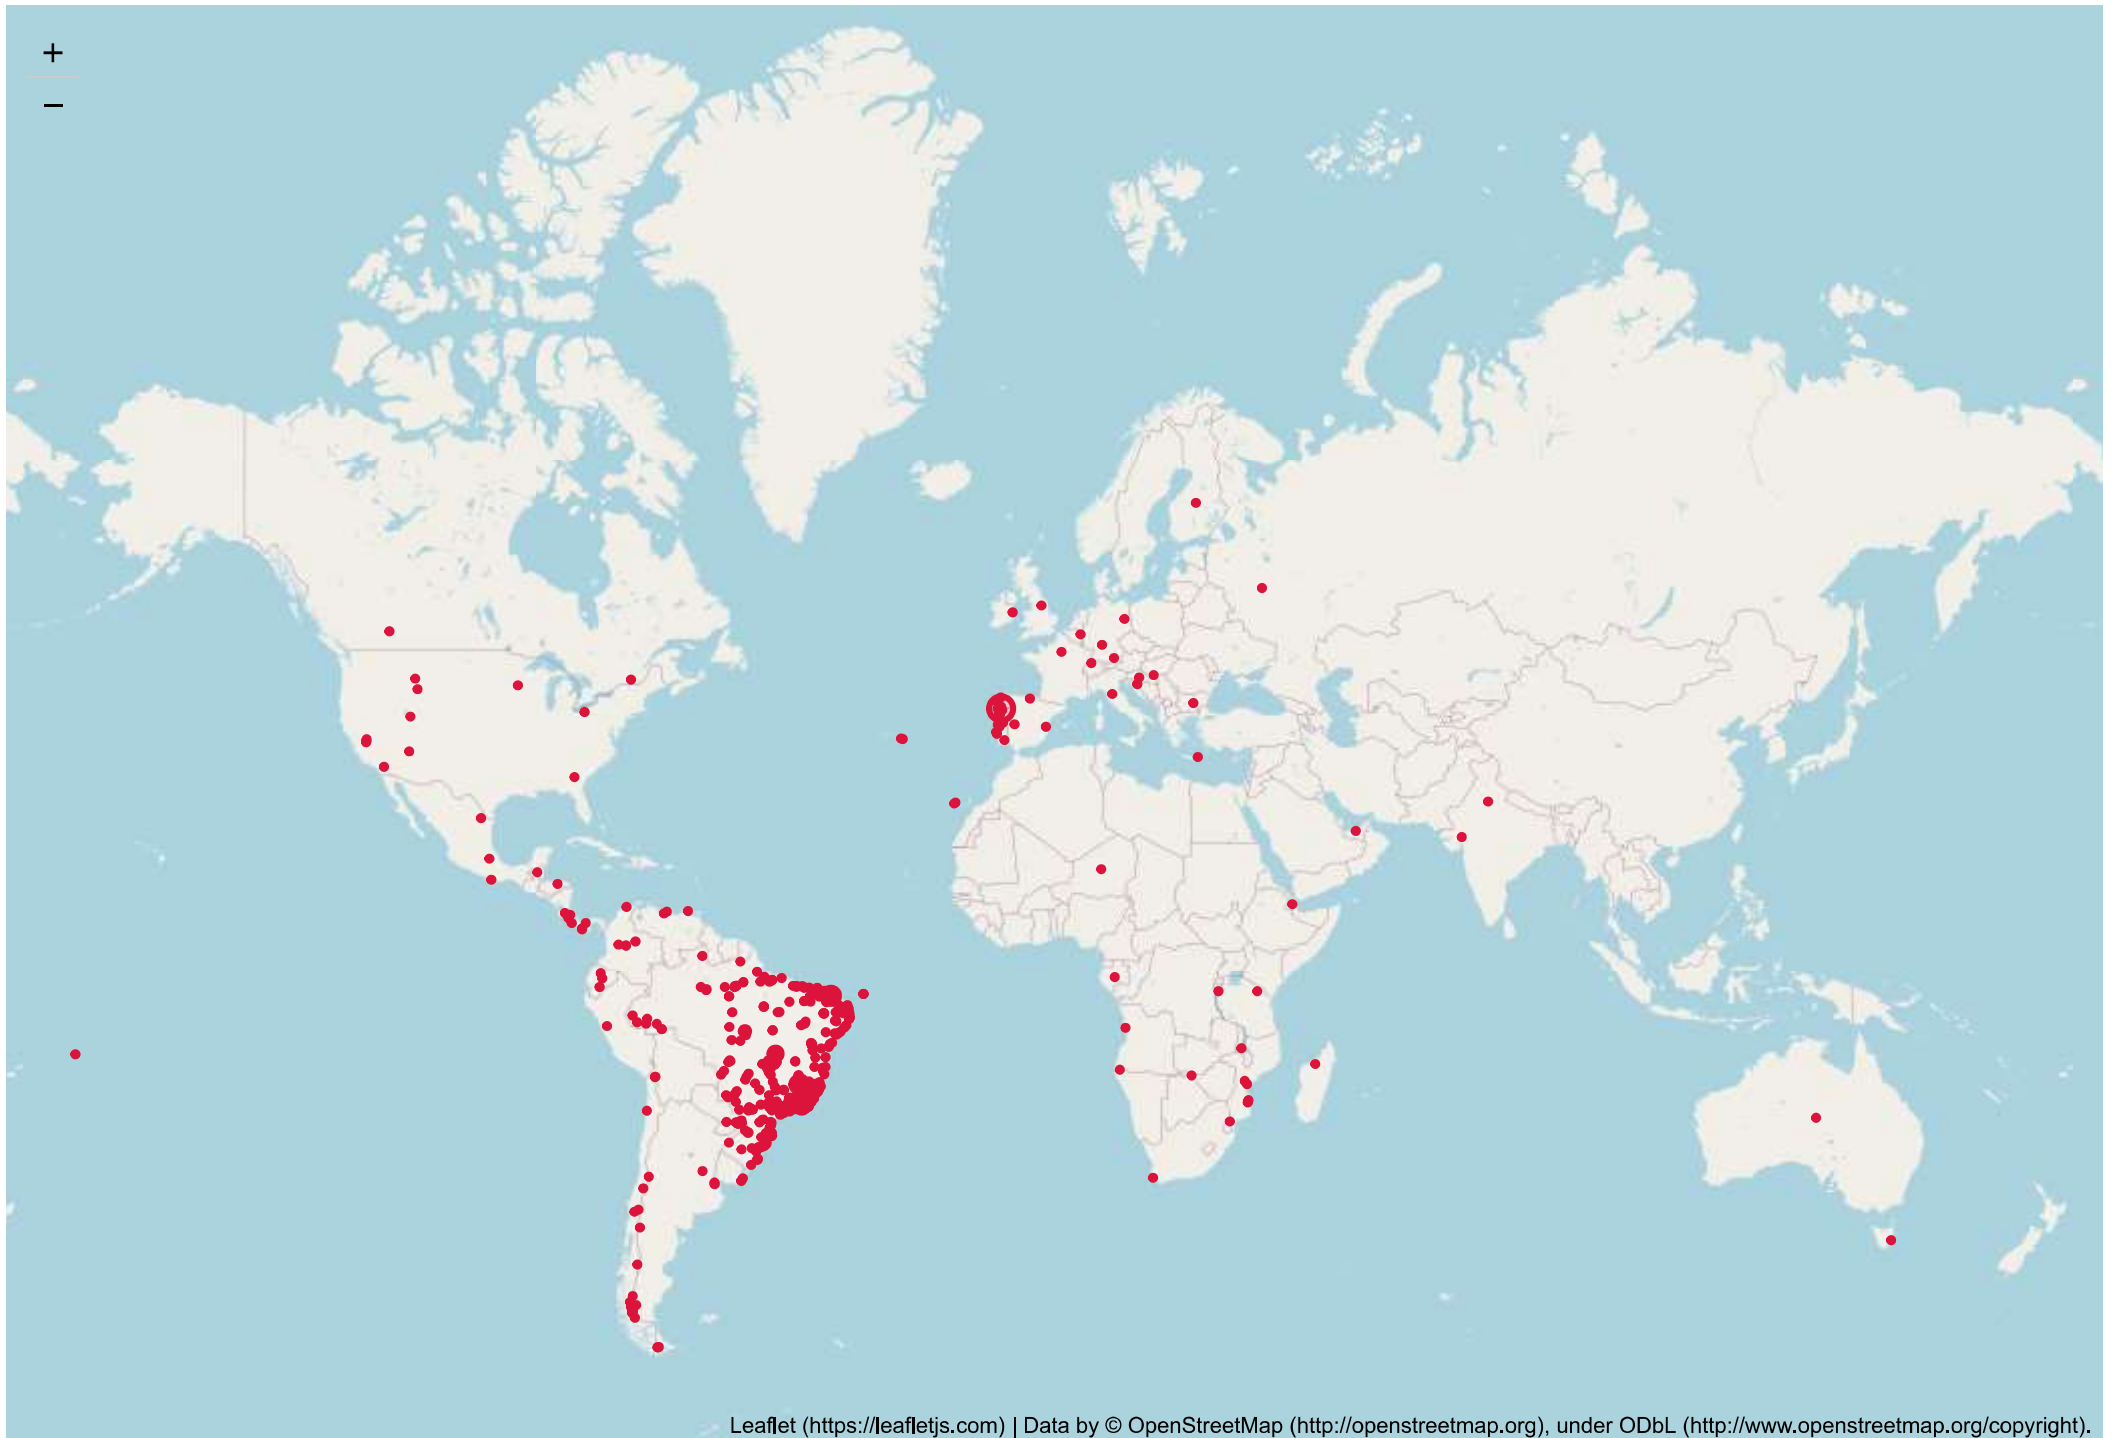 +
−
Leaflet (https://leafletjs.com) | Data by © OpenStreetMap (http://openstreetmap.org), under ODbL (http://www.openstreetmap.org/copyright).